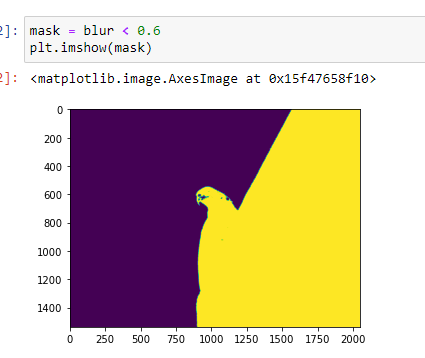 2]: mask = blur < 0.6
plt.imshow(mask)
2]: <matplotlib.image.AxesImage at 0x15f47658f10>
0
200
400
600
800
1000
1200
1400
0 250 500 750 1000 1250 1500 1750 2000